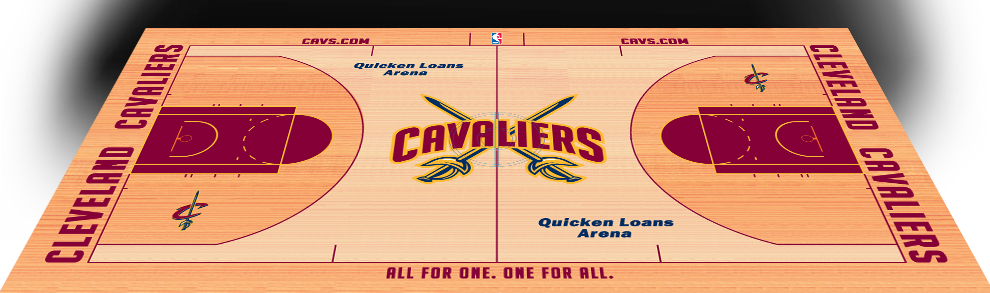 CAVS.COM
CAVS.COM
Quicken Loans
Arena
CLEVELAND CAVALIERS
CAVALIERS
CLEVELAND CAVALIERS
Quicken Loans
Arena
ALL FOR ONE. ONE FOR ALL.